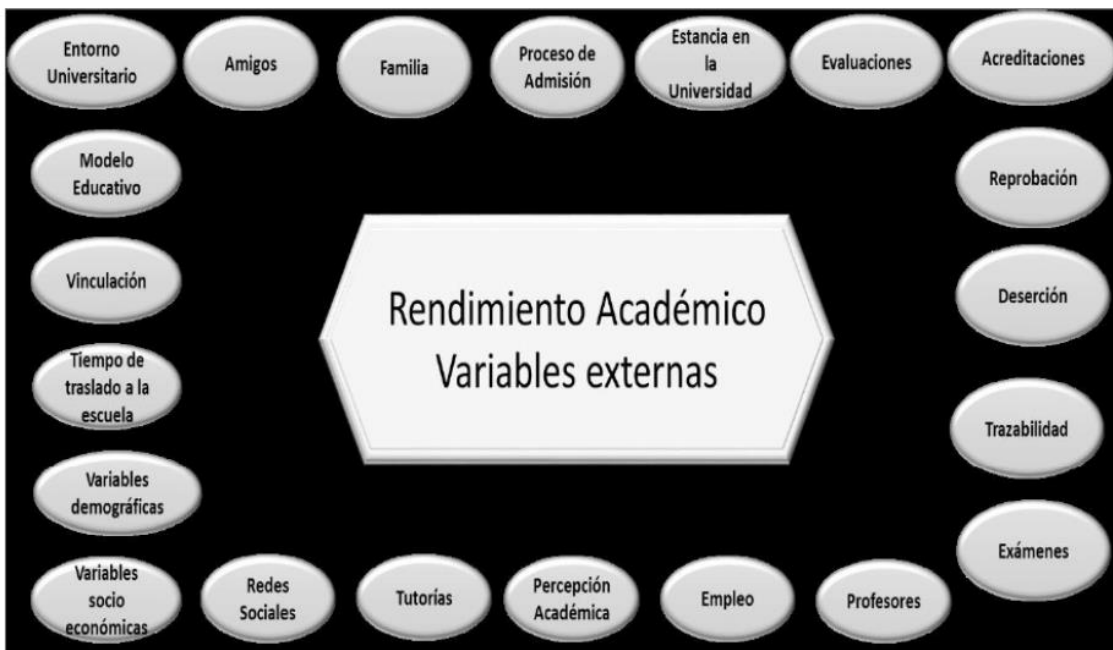 Entorno
Universitario
Amigos
Familia
Proceso de
Admisión
Estancia en
la
Universidad
Evaluaciones
Acreditaciones
Modelo
Educativo
Reprobación
Vinculación
Deserción
Rendimiento Académico
Variables externas
Tiempo de
traslado a la
escuela
Trazabilidad
Variables
demográficas
Exámenes
Variables
socio
económicas
Redes
Sociales
Tutorías
Percepción
Académica
Empleo
Profesores